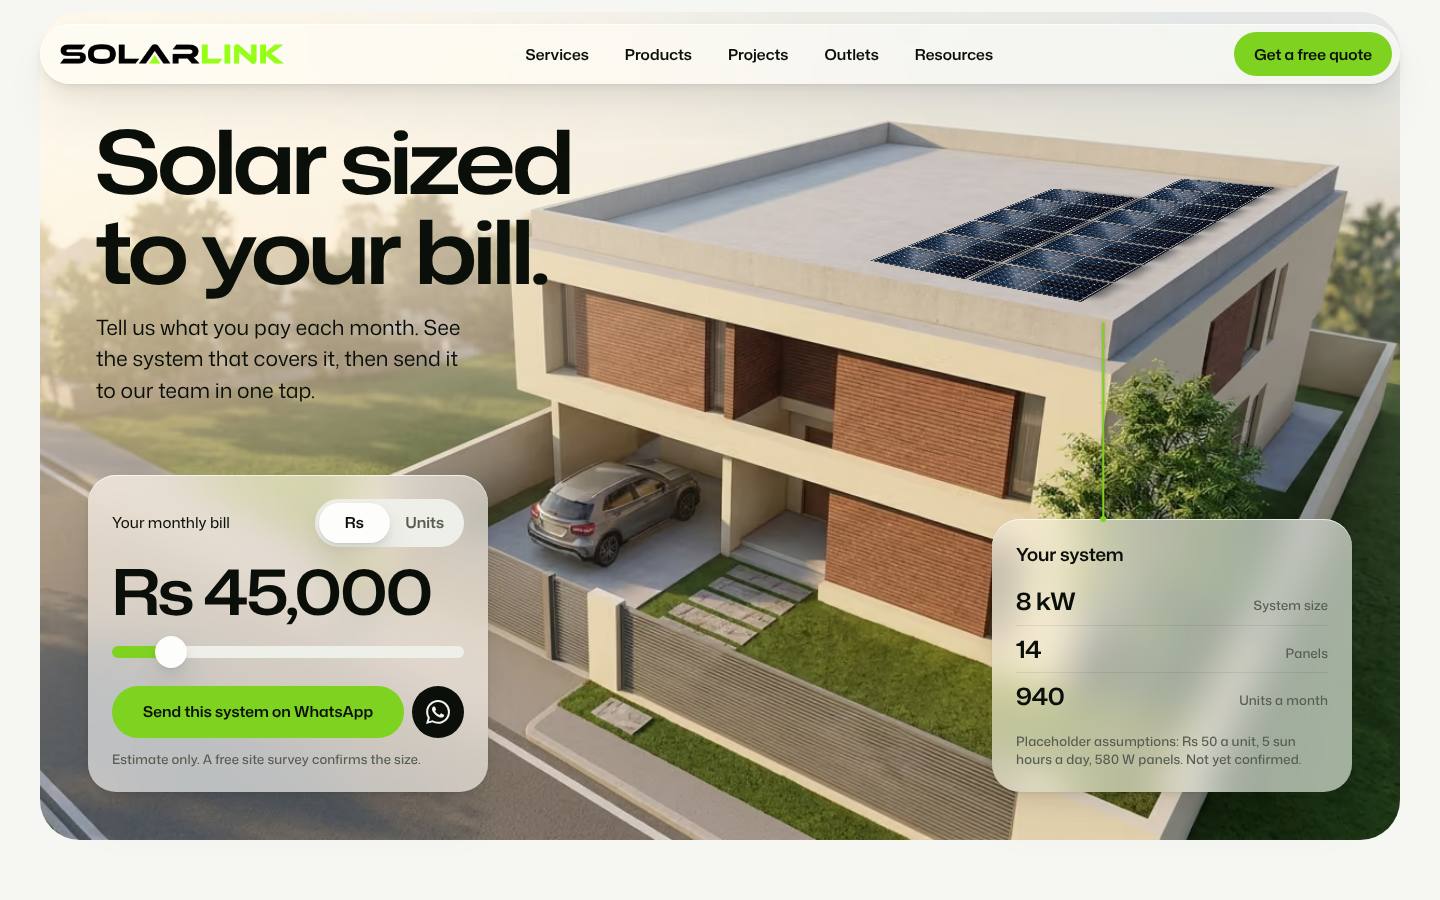 SOLARLINK
Services
Products
Projects
Outlets
Resources
Get a free quote
Solar sized
to your bill.
Tell us what you pay each month. See
the system that covers it, then send it
to our team in one tap.
Your monthly bill
Rs
Units
Rs 45,000
Send this system on WhatsApp
Estimate only. A free site survey confirms the size.
Your system
8 kW
System size
14
Panels
940
Units a month
Placeholder assumptions: Rs 50 a unit, 5 sun
hours a day, 580 W panels. Not yet confirmed.